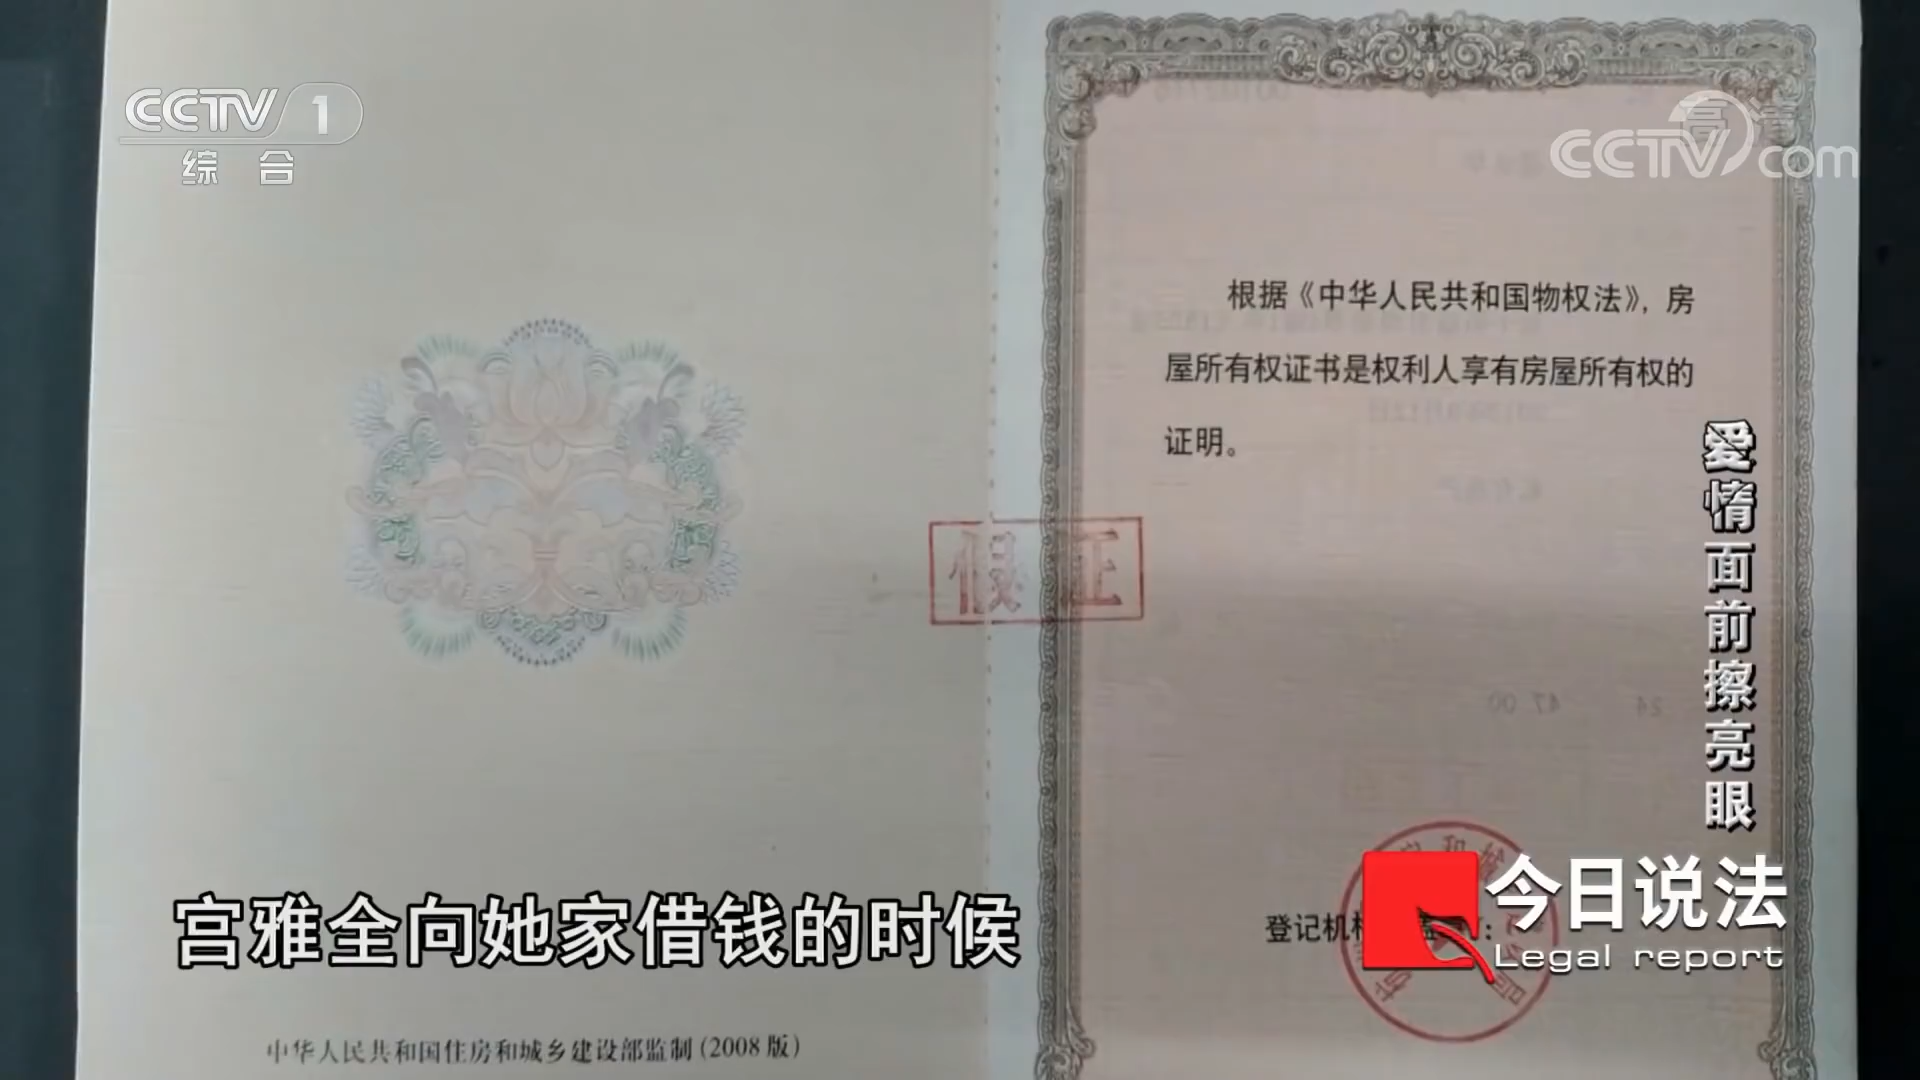 CCTV 1
综合
高清
CCTV com
根据《中华人民共和国物权法》，房
屋所有权证书是权利人享有房屋所有权的
证明。
假证
爱情面前擦亮眼
登记机
今日说法
Legal report
宫雅全向她家借钱的时候
中华人民共和国住房和城乡建设部监制(2008版)